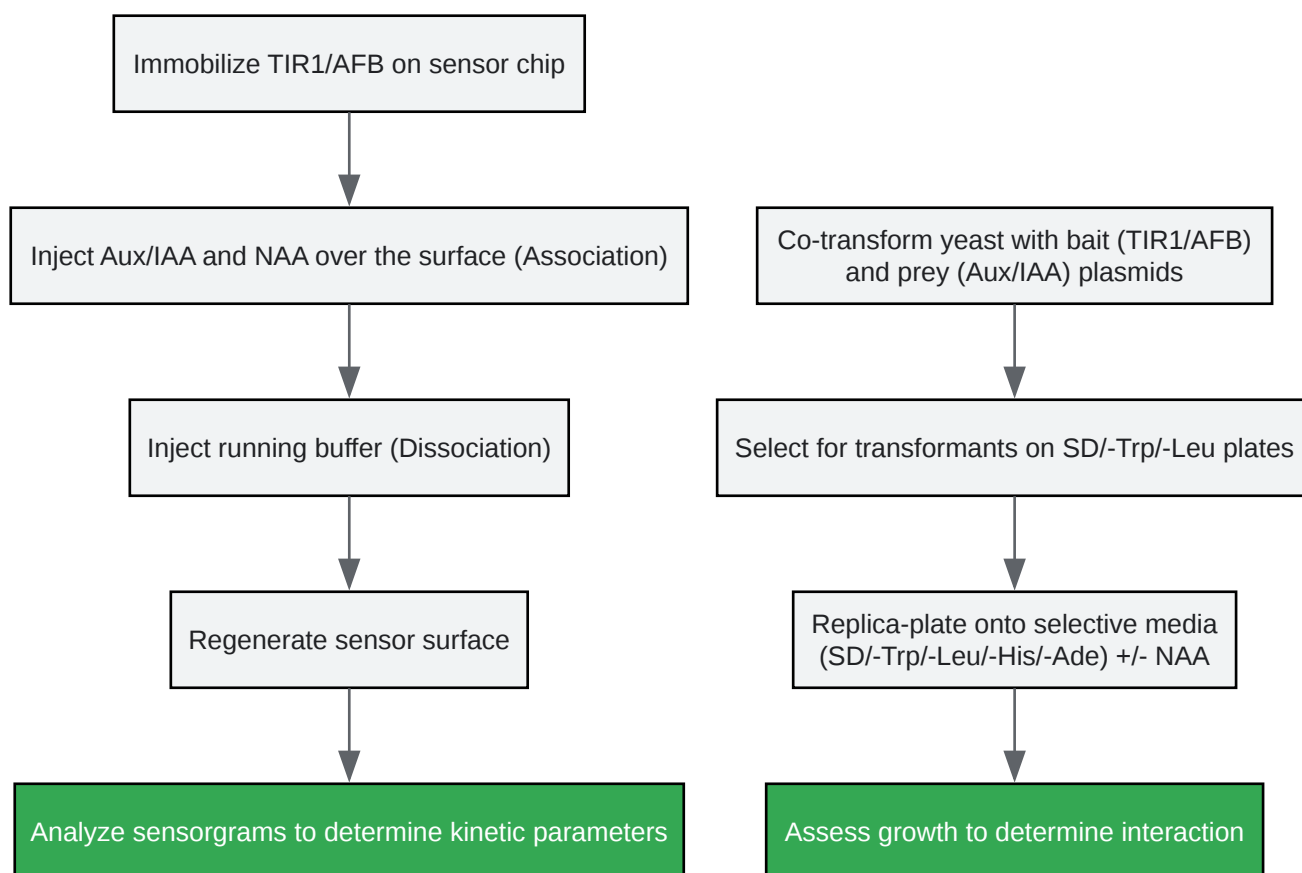 Immobilize TIR1/AFB on sensor chip
Inject Aux/IAA and NAA over the surface (Association)
Inject running buffer (Dissociation)
Regenerate sensor surface
Analyze sensorgrams to determine kinetic parameters
Co-transform yeast with bait (TIR1/AFB)
and prey (Aux/IAA) plasmids
Select for transformants on SD/-Trp/-Leu plates
Replica-plate onto selective media
(SD/-Trp/-Leu/-His/-Ade) +/- NAA
Assess growth to determine interaction